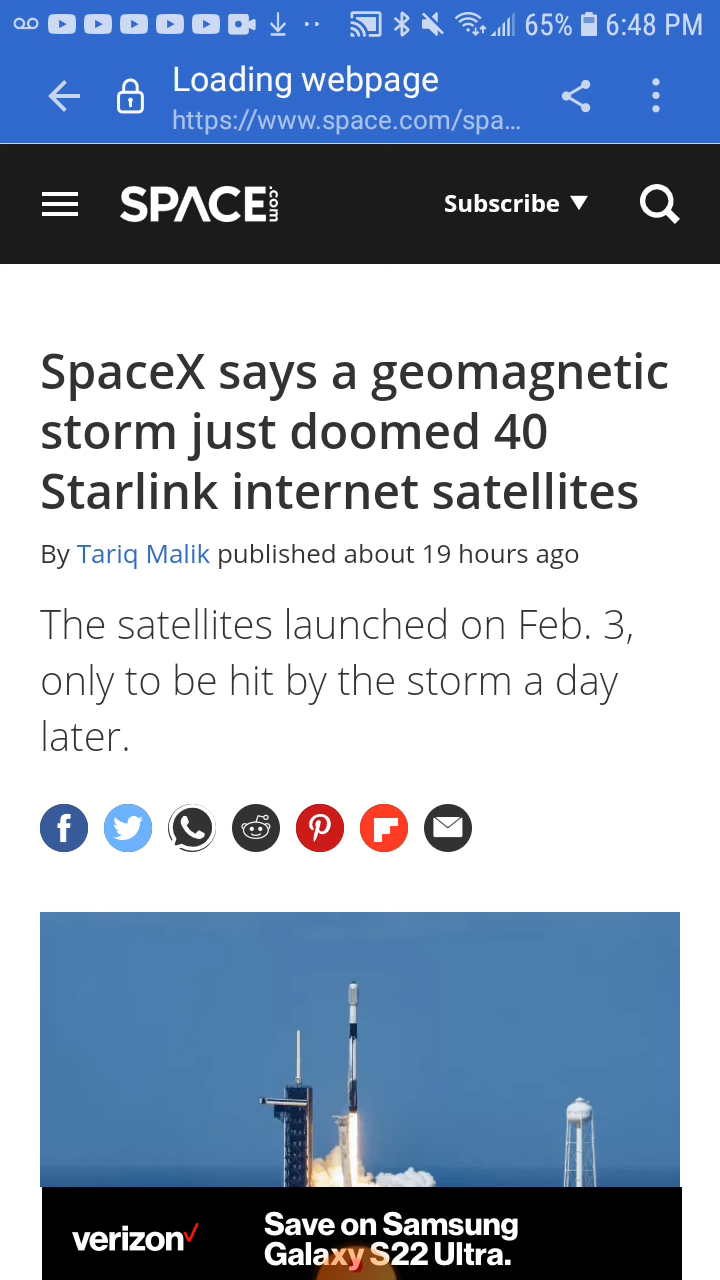 65% 6:48 PM
Loading webpage
https://www.space.com/spa...
SPACE.com
Subscribe
SpaceX says a geomagnetic
storm just doomed 40
Starlink internet satellites
By Tariq Malik published about 19 hours ago
The satellites launched on Feb. 3,
only to be hit by the storm a day
later.
verizon
Save on Samsung
Galaxy S22 Ultra.